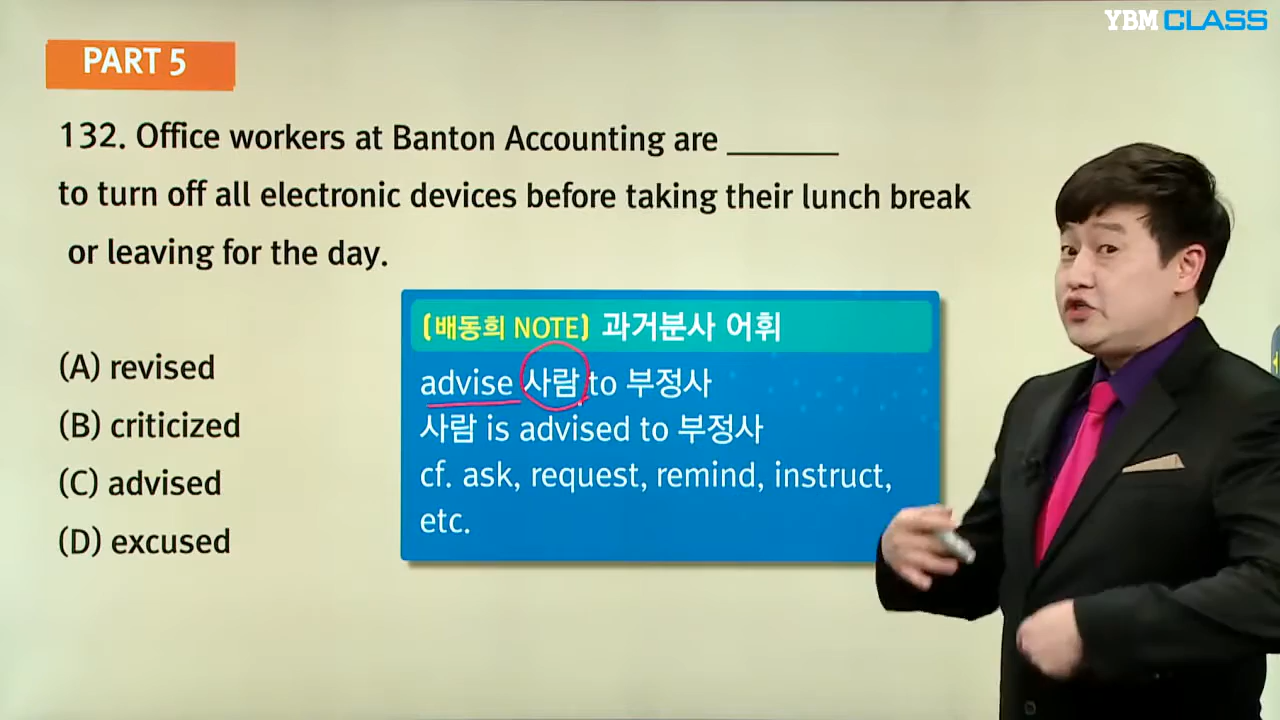 YBM CLASS
PART 5
132. Office workers at Banton Accounting are _______
to turn off all electronic devices before taking their lunch break
or leaving for the day.
(A) revised
(B) criticized
(C) advised
(D) excused
(배동희 NOTE) 과거분사 어휘
advise 사람 to 부정사
사람 is advised to 부정사
cf. ask, request, remind, instruct,
etc.